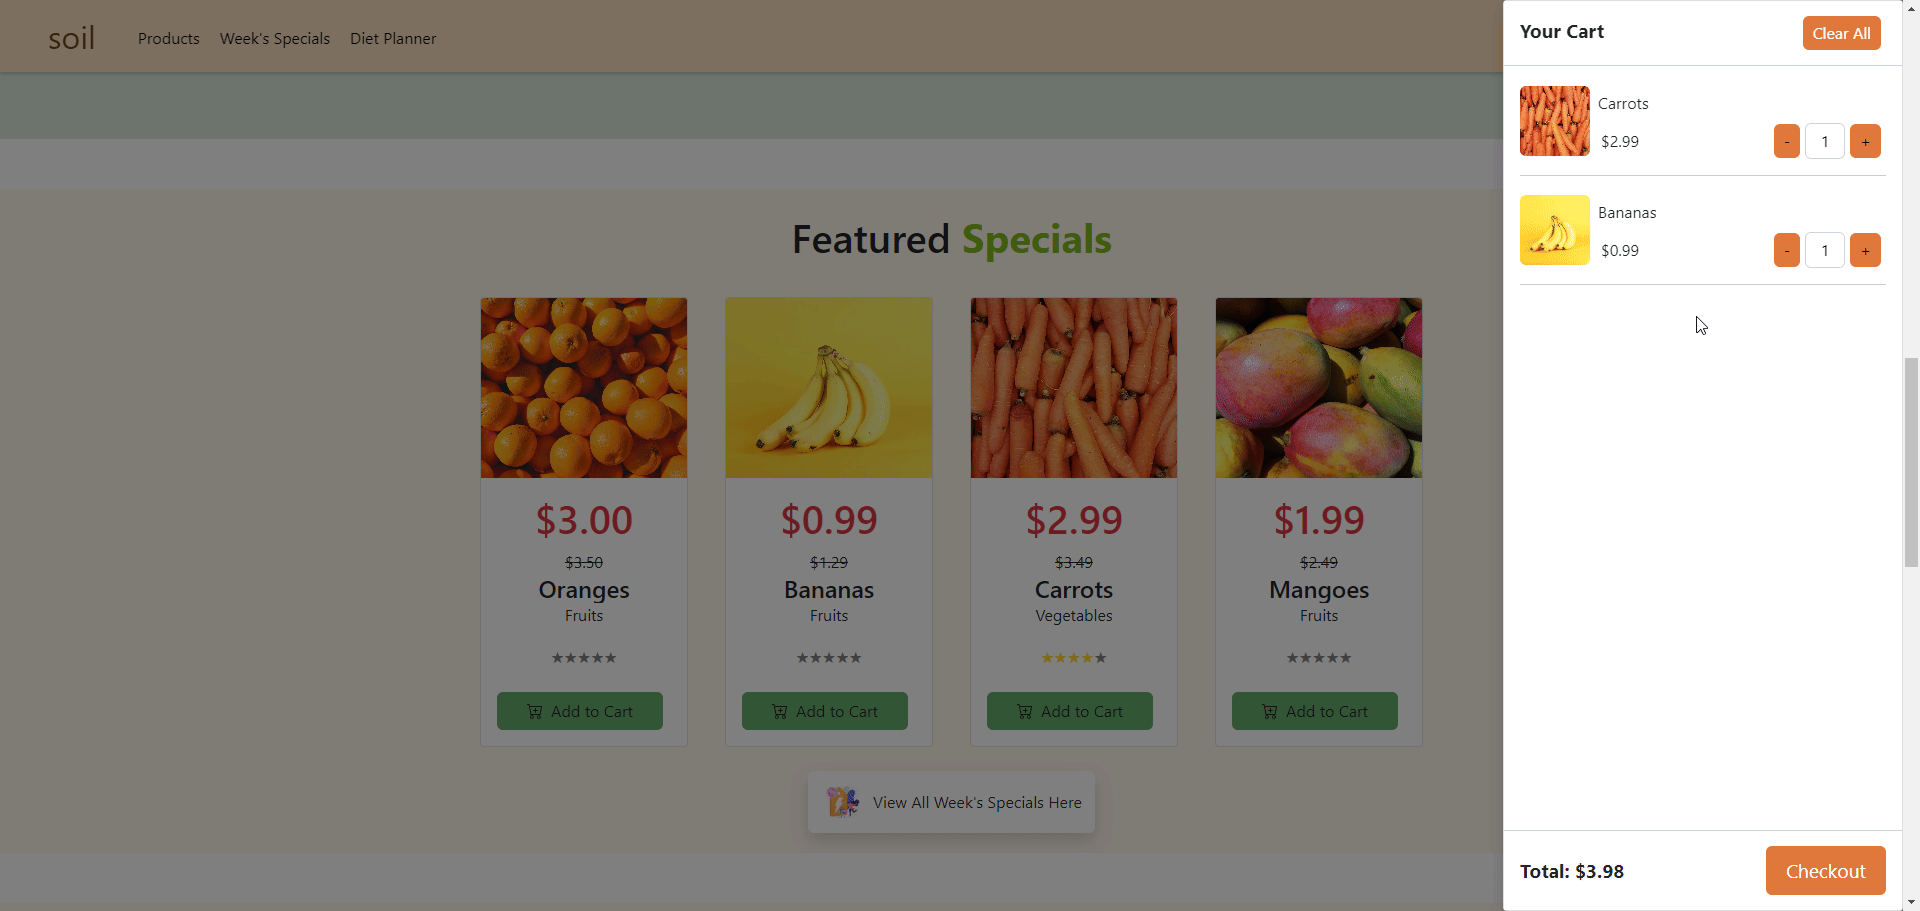 soil
Products Week's Specials Diet Planner
Featured Specials
$3.00
$3.50
Oranges
Fruits
★★★★★
Add to Cart
$0.99
$1.29
Bananas
Fruits
★★★★★
Add to Cart
$2.99
$3.49
Carrots
Vegetables
★★★★★
Add to Cart
$1.99
$2.49
Mangoes
Fruits
★★★★★
Add to Cart
View All Week's Specials Here
Your Cart
Clear All
Carrots
$2.99
- 1 +
Bananas
$0.99
- 1 +
Total: $3.98
Checkout